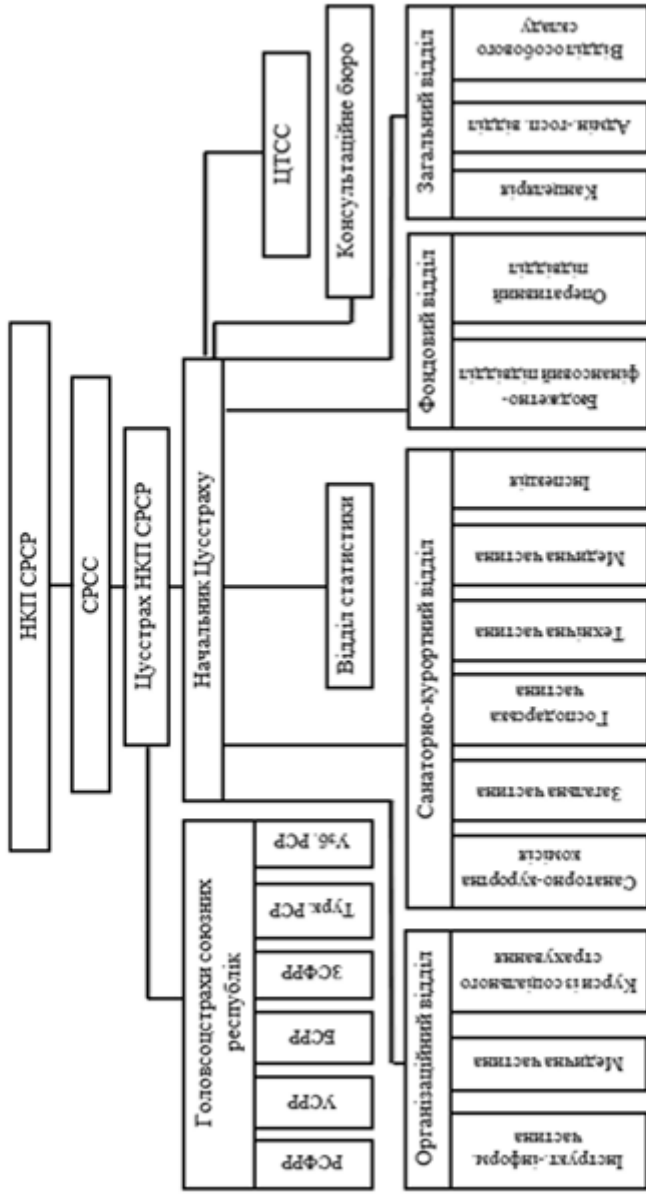 НКП СРСР
СРСС
Цусстрах НКП СРСР
Начальник Цусстраху
ЦТСС
Консультаційне бюро
Відділ статистики
Головсоцстрахи союзних
республік
РСФРР
УСРР
БСРР
ЗСФРР
Турк. РСР
Узб. РСР
Організаційний відділ
Інструкт.-інформ.
частина
Медична частина
Курси із соціального
страхування
Санаторно-курортний відділ
Санаторно-курортна
комісія
Загальна частина
Господарська
частина
Технічна частина
Медична частина
Інспекція
Фондовий відділ
Бюджетно-
фінансовий підвідділ
Оперативний
підвідділ
Загальний відділ
Канцелярія
Адмін.-госп. відділ
Відділ особового
складу